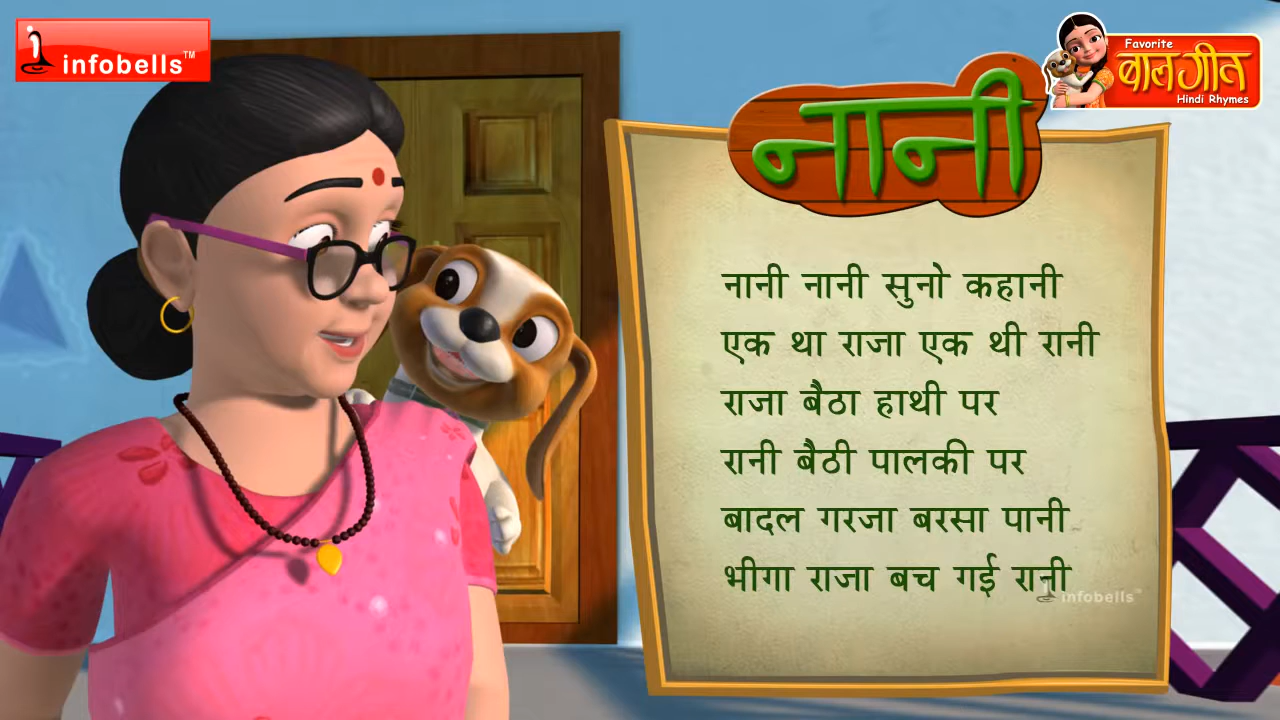 infobells™
Favorite
बालगीत
Hindi Rhymes
नानी
नानी नानी सुनो कहानी
एक था राजा एक थी रानी
राजा बैठा हाथी पर
रानी बैठी पालकी पर
बादल गरजा बरसा पानी
भीगा राजा बच गई रानी
infobells™